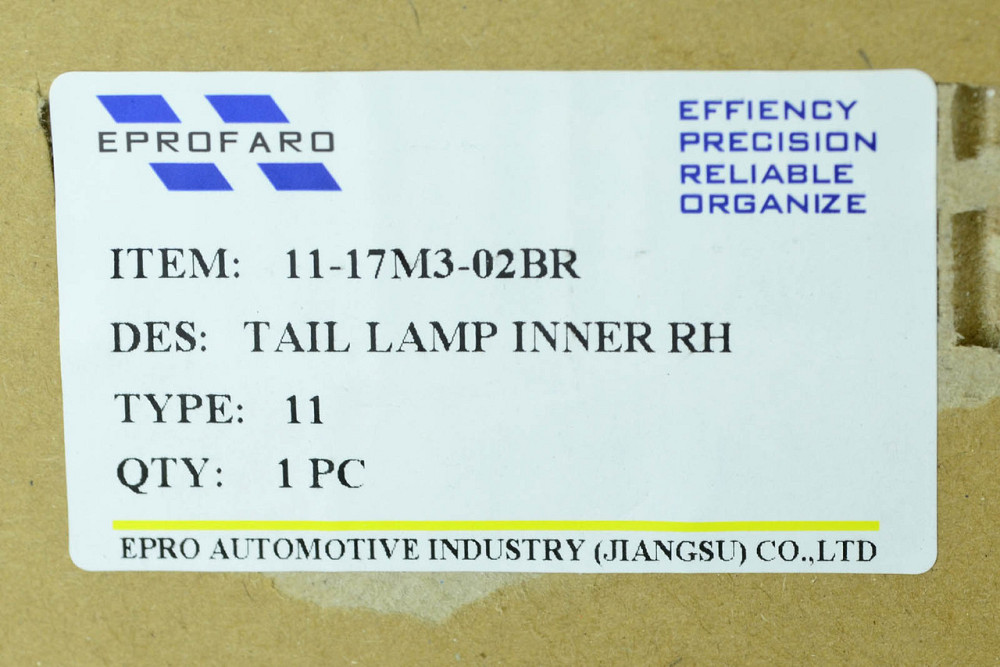 EPROFARO
EFFIENCY
PRECISION
RELIABLE
ORGANIZE
ITEM: 11-17M3-02BR
DES: TAIL LAMP INNER RH
TYPE: 11
QTY: 1 PC
EPRO AUTOMOTIVE INDUSTRY (JIANGSU) CO.,LTD